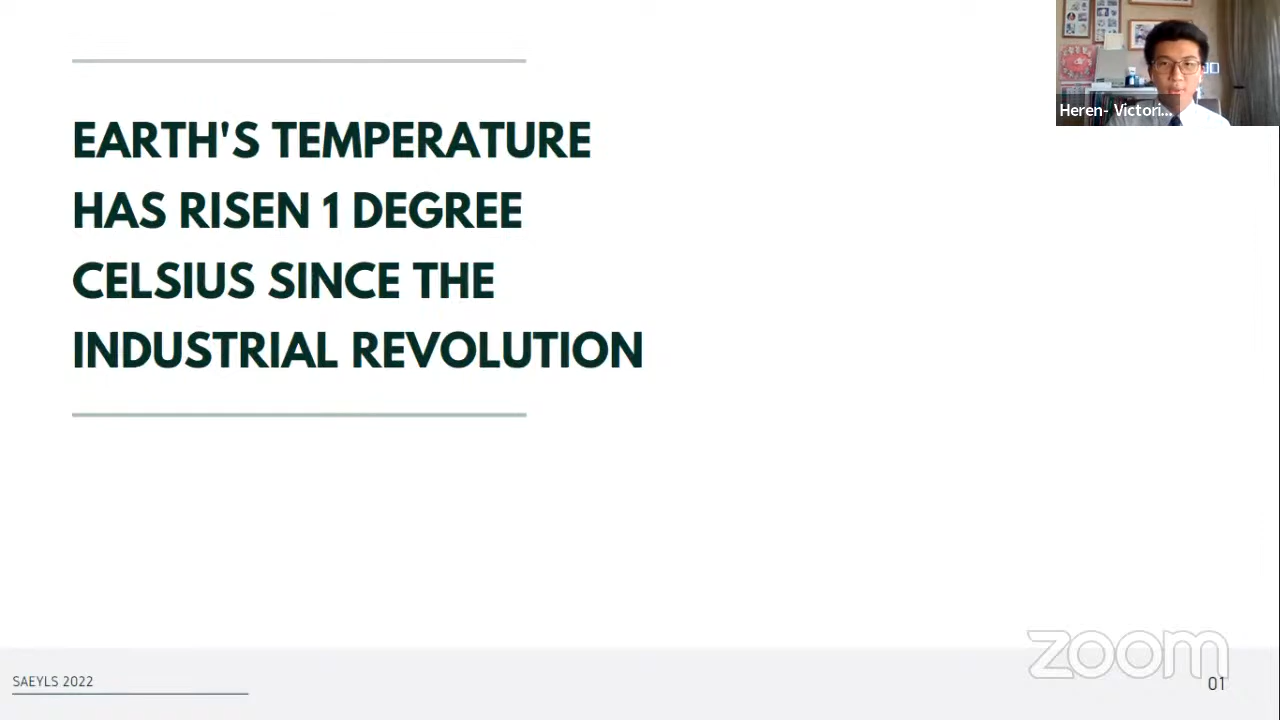 EARTH'S TEMPERATURE
HAS RISEN 1 DEGREE
CELSIUS SINCE THE
INDUSTRIAL REVOLUTION
Heren- Victori...
SAEYLS 2022
zoom
01